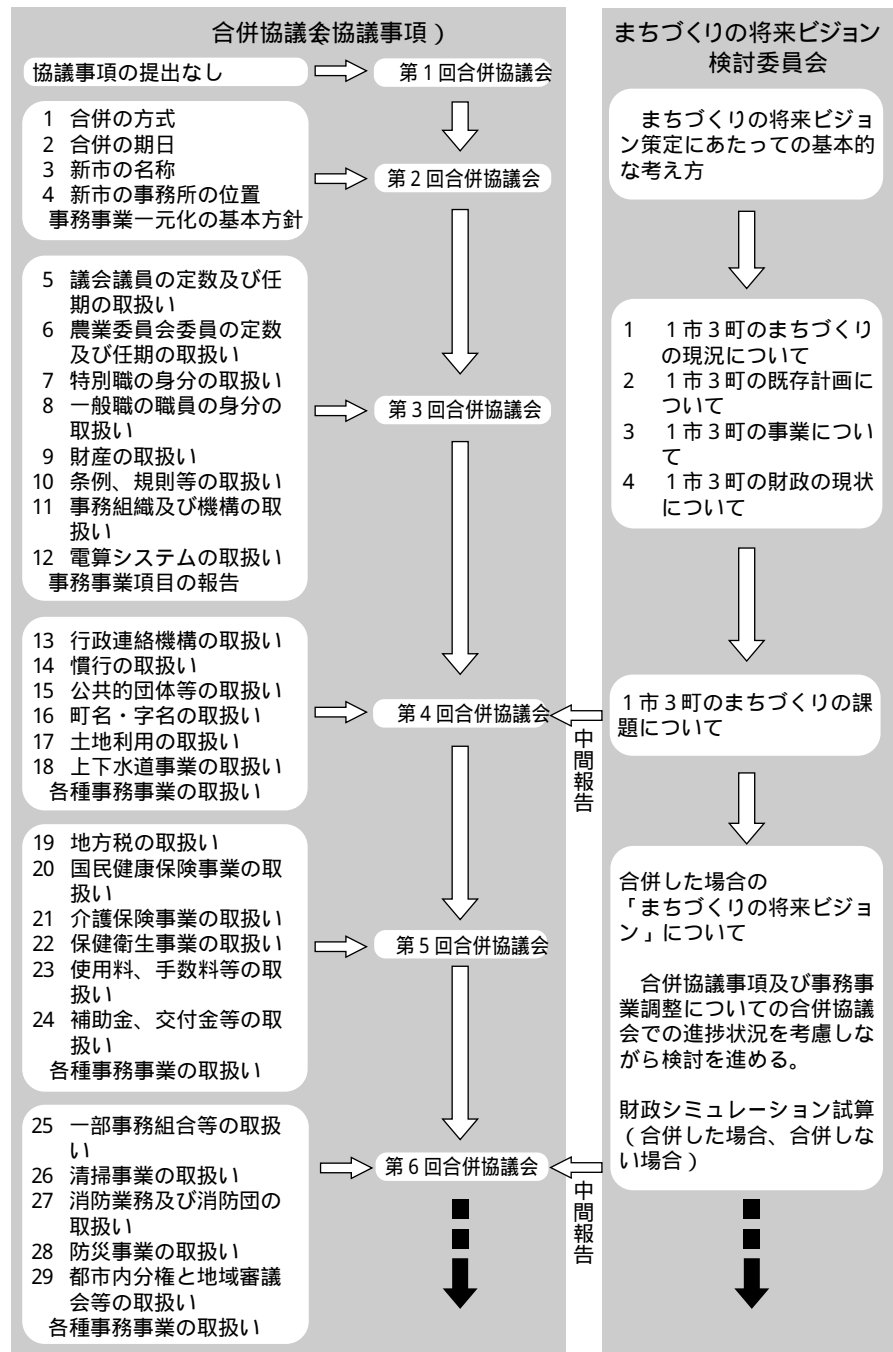 合併協議会(協議事項)
協議事項の提出なし
第1回合併協議会
1 合併の方式
2 合併の期日
3 新市の名称
4 新市の事務所の位置
事務事業一元化の基本方針
第2回合併協議会
5 議会議員の定数及び任
期の取扱い
6 農業委員会委員の定数
及び任期の取扱い
7 特別職の身分の取扱い
8 一般職の職員の身分の
取扱い
9 財産の取扱い
10 条例、規則等の取扱い
11 事務組織及び機構の取
扱い
12 電算システムの取扱い
事務事業項目の報告
第3回合併協議会
13 行政連絡機構の取扱い
14 慣行の取扱い
15 公共的団体等の取扱い
16 町名・字名の取扱い
17 土地利用の取扱い
18 上下水道事業の取扱い
各種事務事業の取扱い
第4回合併協議会
19 地方税の取扱い
20 国民健康保険事業の取
扱い
21 介護保険事業の取扱い
22 保健衛生事業の取扱い
23 使用料、手数料等の取
扱い
24 補助金、交付金等の取
扱い
各種事務事業の取扱い
第5回合併協議会
25 一部事務組合等の取扱
い
26 清掃事業の取扱い
27 消防業務及び消防団の
取扱い
28 防災事業の取扱い
29 都市内分権と地域審議
会等の取扱い
各種事務事業の取扱い
第6回合併協議会
まちづくりの将来ビジョン
検討委員会
まちづくりの将来ビジョ
ン策定にあたっての基本的
な考え方
1 1市3町のまちづくり
の現況について
2 1市3町の既存計画に
ついて
3 1市3町の事業につい
て
4 1市3町の財政の現状
について
1市3町のまちづくりの課
題について
中間報告
合併した場合の
「まちづくりの将来ビジョ
ン」について
合併協議事項及び事務事
業調整についての合併協議
会での進捗状況を考慮しな
がら検討を進める。
財政シミュレーション試算
(合併した場合、合併しな
い場合)
中間報告